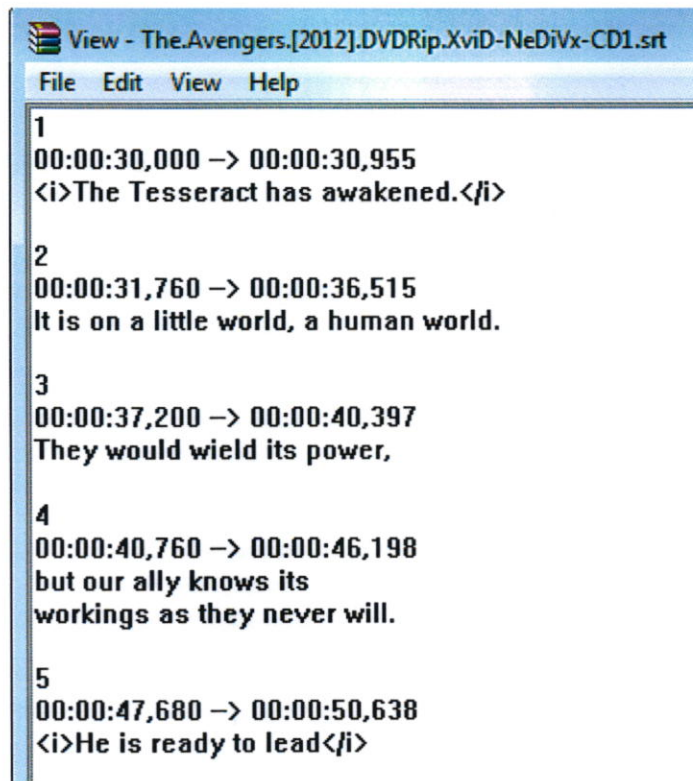 View - The.Avengers.[2012].DVDRip.XviD-NeDiVx-CD1.srt
File Edit View Help
1
00:00:30,000 --> 00:00:30,955
<i>The Tesseract has awakened.</i>
2
00:00:31,760 --> 00:00:36,515
It is on a little world, a human world.
3
00:00:37,200 --> 00:00:40,397
They would wield its power,
4
00:00:40,760 --> 00:00:46,198
but our ally knows its
workings as they never will.
5
00:00:47,680 --> 00:00:50,638
<i>He is ready to lead</i>